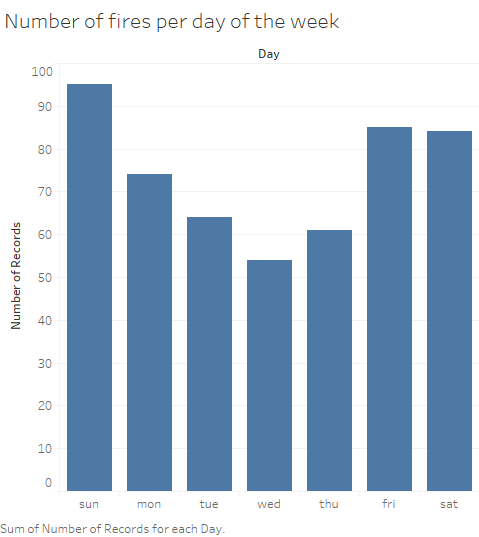 Number of fires per day of the week
Day
Number of Records
100
90
80
70
60
50
40
30
20
10
0
sun mon tue wed thu fri sat
Sum of Number of Records for each Day.